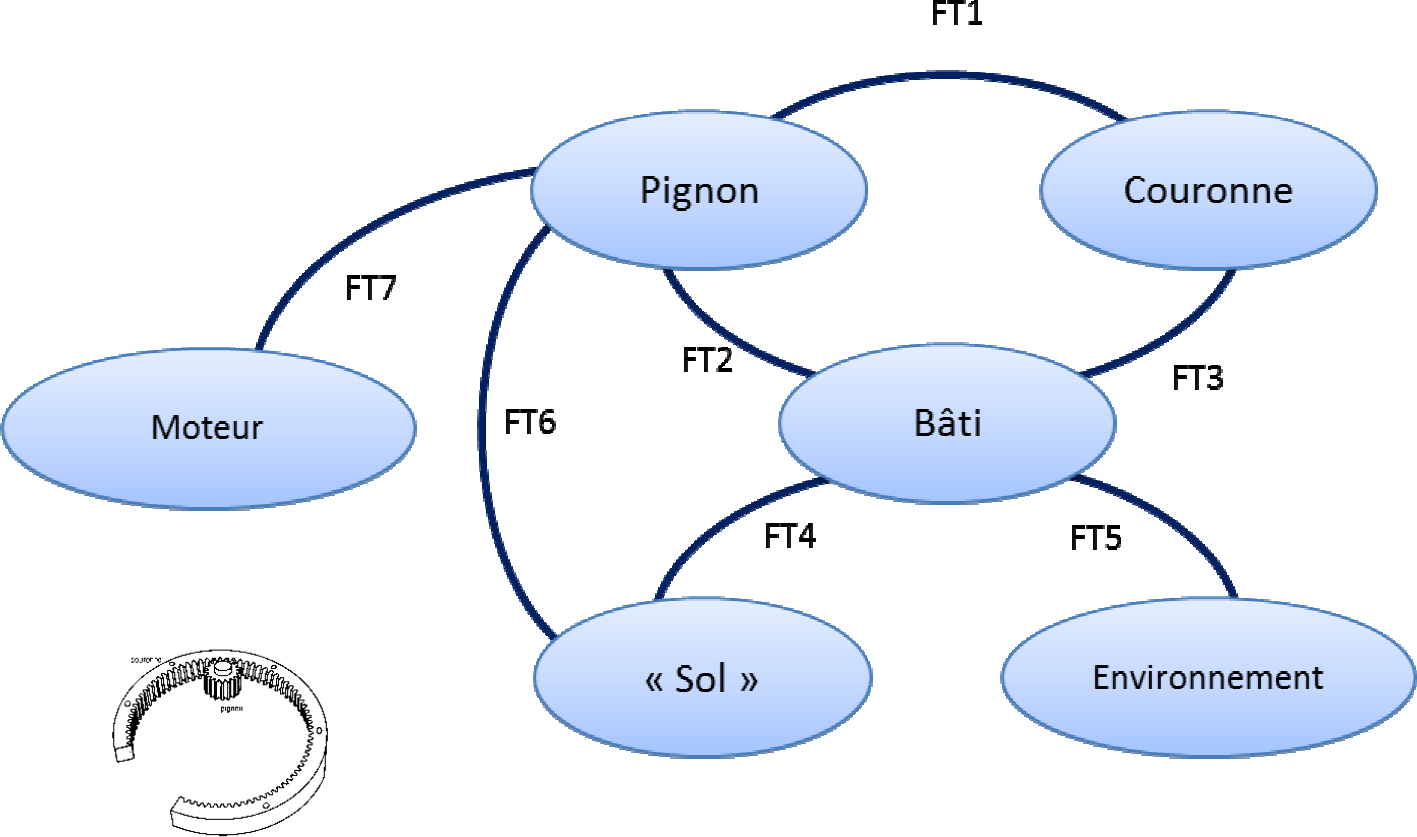 FT1
Pignon
Couronne
FT7
FT2
FT3
Moteur
FT6
Bâti
FT4
FT5
« Sol »
Environnement
couronne
pignon